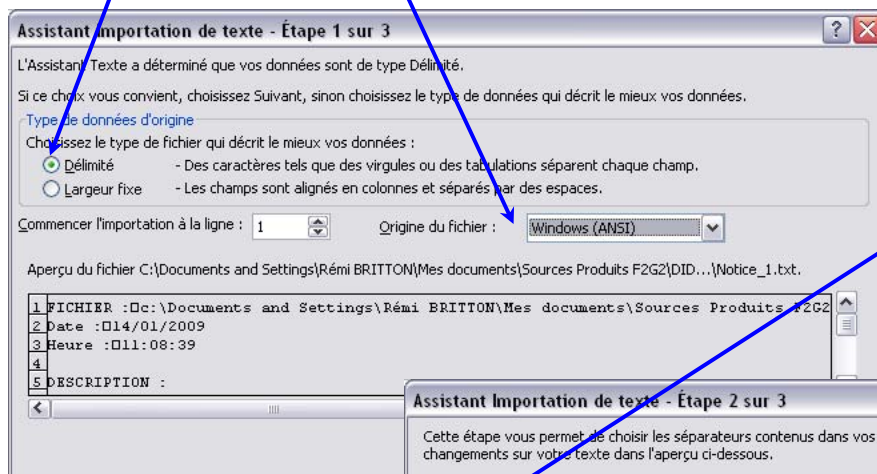 Assistant Importation de texte - Étape 1 sur 3
L'Assistant Texte a déterminé que vos données sont de type Délimité.
Si ce choix vous convient, choisissez Suivant, sinon choisissez le type de données qui décrit le mieux vos données.
Type de données d'origine
Choisissez le type de fichier qui décrit le mieux vos données :
Délimité - Des caractères tels que des virgules ou des tabulations séparent chaque champ.
Largeur fixe - Les champs sont alignés en colonnes et séparés par des espaces.
Commencer l'importation à la ligne : 1 Origine du fichier : Windows (ANSI)
Aperçu du fichier C:\Documents and Settings\Rémi BRITTON\Mes documents\Sources Produits F2G2\DID...\Notice_1.txt.
1 FICHIER :□c:\Documents and Settings\Rémi BRITTON\Mes documents\Sources Produits F2G2
2 Date :□14/01/2009
3 Heure :□11:08:39
4
5 DESCRIPTION :
Assistant Importation de texte - Étape 2 sur 3
Cette étape vous permet de choisir les séparateurs contenus dans vos
changements sur votre texte dans l'aperçu ci-dessous.